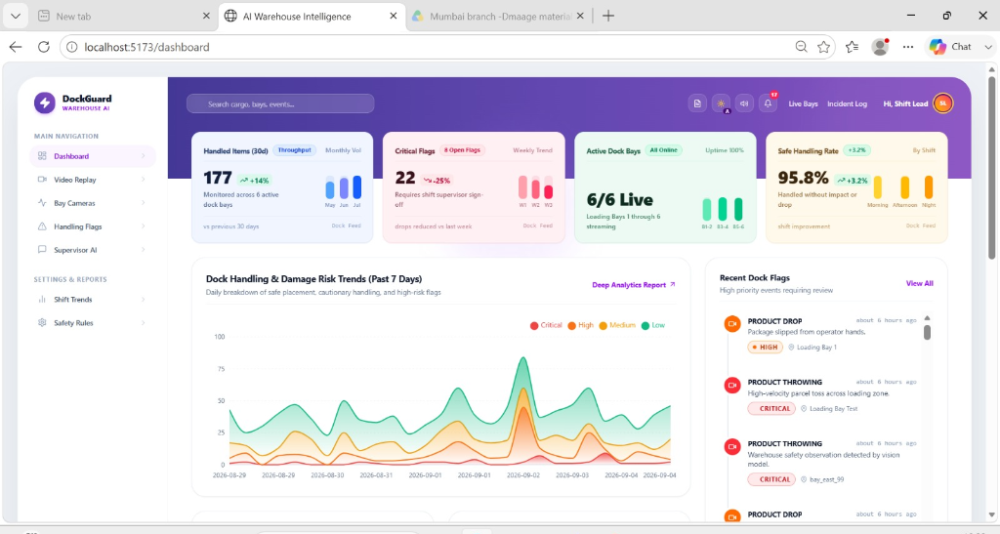 New tab
AI Warehouse Intelligence
Mumbai branch -Dmaage materia
localhost:5173/dashboard
Chat
DockGuard
WAREHOUSE AI
Search cargo, bays, events...
A
17
Live Bays
Incident Log
Hi, Shift Lead
SL
MAIN NAVIGATION
Dashboard
Video Replay
Bay Cameras
Handling Flags
Supervisor AI
SETTINGS & REPORTS
Shift Trends
Safety Rules
Handled Items (30d)
Throughput
Monthly Vol
177
+14%
Monitored across 6 active
dock bays
May Jun Jul
vs previous 30 days
Dock Feed
Critical Flags
8 Open Flags
Weekly Trend
22
-25%
Requires shift supervisor sign-
off
W1 W2 W3
drops reduced vs last week
Dock Feed
Active Dock Bays
All Online
Uptime 100%
6/6 Live
Loading Bays 1 through 6
streaming
B1-2 B3-4 B5-6
Safe Handling Rate
+3.2%
By Shift
95.8%
+3.2%
Handled without impact or
drop
Morning Afternoon Night
shift improvement
Dock Feed
Dock Handling & Damage Risk Trends (Past 7 Days)
Daily breakdown of safe placement, cautionary handling, and high-risk flags
Deep Analytics Report
Critical High Medium Low
100
75
50
25
0
2026-08-29 2026-08-29 2026-08-30 2026-08-31 2026-09-01 2026-09-01 2026-09-02 2026-09-03 2026-09-04 2026-09-04
Recent Dock Flags
High priority events requiring review
View All
PRODUCT DROP
about 6 hours ago
Package slipped from operator hands.
HIGH
Loading Bay 1
PRODUCT THROWING
about 6 hours ago
High-velocity parcel toss across loading zone.
CRITICAL
Loading Bay Test
PRODUCT THROWING
about 6 hours ago
Warehouse safety observation detected by vision
model.
CRITICAL
bay_east_99
PRODUCT DROP
about 6 hours ago